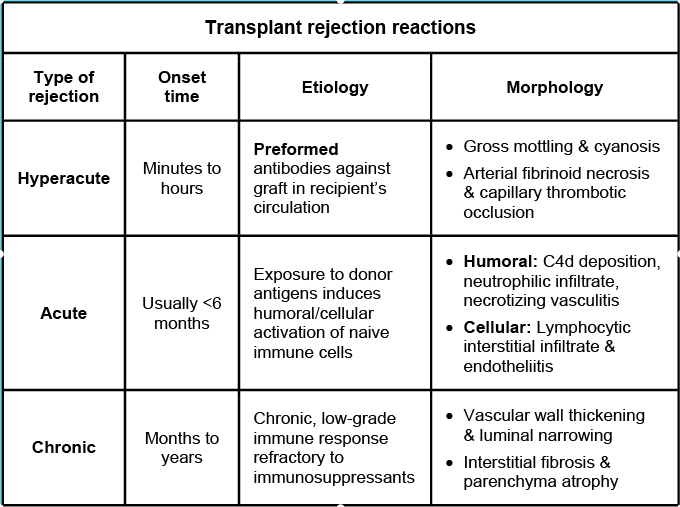 Transplant rejection reactions
Type of
rejection
Onset
time
Etiology
Morphology
Hyperacute
Minutes to
hours
Preformed
antibodies against
graft in recipient's
circulation
• Gross mottling & cyanosis
• Arterial fibrinoid necrosis
& capillary thrombotic
occlusion
Acute
Usually <6
months
Exposure to donor
antigens induces
humoral/cellular
activation of naive
immune cells
• Humoral: C4d deposition,
neutrophilic infiltrate,
necrotizing vasculitis
• Cellular: Lymphocytic
interstitial infiltrate &
endotheliitis
Chronic
Months to
years
Chronic, low-grade
immune response
refractory to
immunosuppressants
• Vascular wall thickening
& luminal narrowing
• Interstitial fibrosis &
parenchyma atrophy